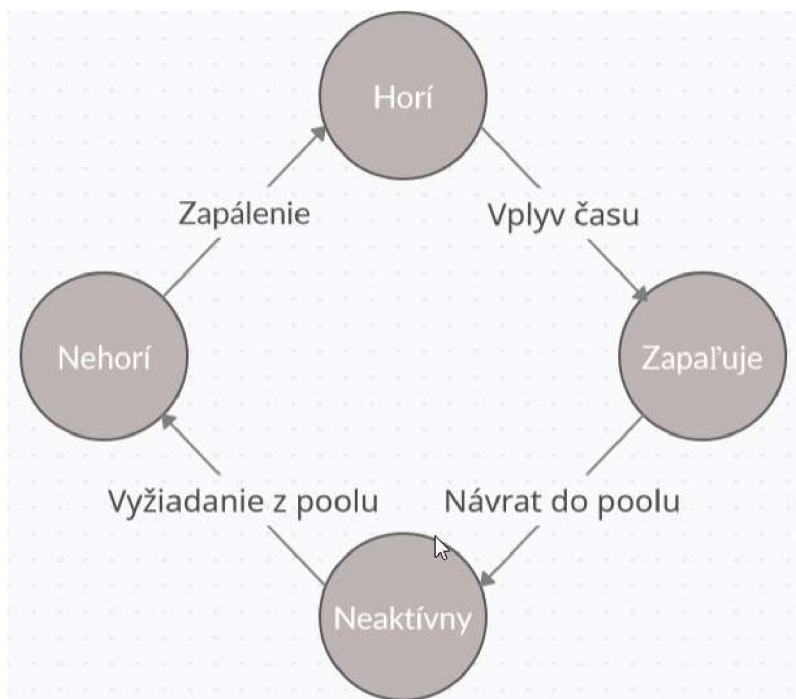 Horí
Zapálenie
Vplyv času
Nehorí
Zapaľuje
Vyžiadanie z poolu
Návrat do poolu
Neaktívny